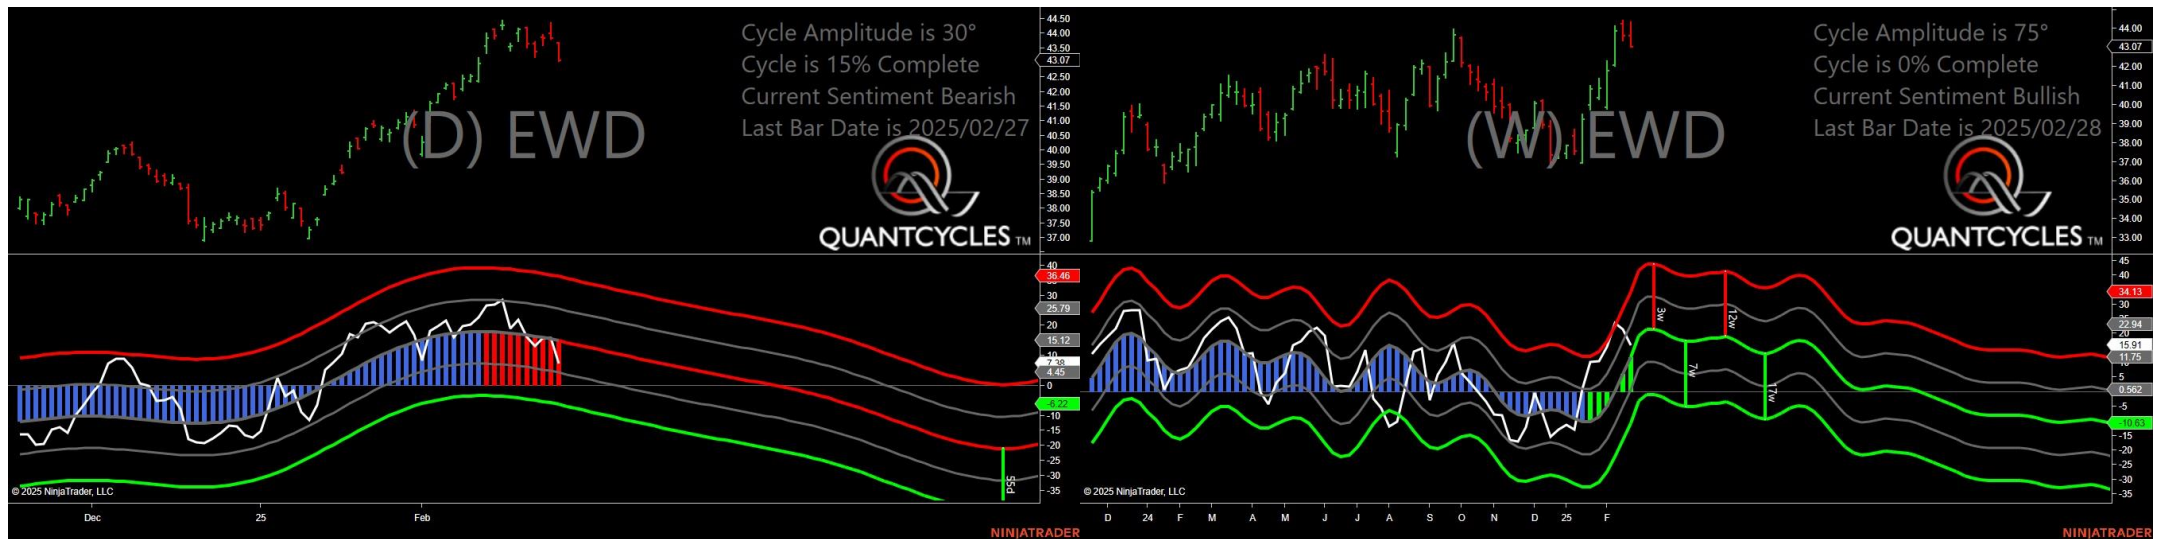 Cycle Amplitude is 30°
Cycle is 15% Complete
Current Sentiment Bearish
Last Bar Date is 2025/02/27
(D) EWD
QUANTCYCLES TM
44.50
44.00
43.50
43.07
42.50
42.00
41.50
41.00
40.50
40.00
39.50
39.00
38.50
38.00
37.50
37.00
40
36.46
30
25.79
20
15.12
10
7.38
4.45
0
-6.22
-10
-15
-20
-25
-30
-35
55d
© 2025 NinjaTrader, LLC
Dec
25
Feb
NINJATRADER
Cycle Amplitude is 75°
Cycle is 0% Complete
Current Sentiment Bullish
Last Bar Date is 2025/02/28
(W) EWD
QUANTCYCLES TM
44.00
43.07
42.00
41.00
40.00
39.00
38.00
37.00
36.00
35.00
34.00
33.00
45
40
34.13
30
22.94
20
15.91
11.75
5
0.562
-5
-10.63
-15
-20
-25
-30
-35
3w
12w
7w
17w
© 2025 NinjaTrader, LLC
D
24
F
M
A
M
J
J
A
S
O
N
D
25
F
NINJATRADER